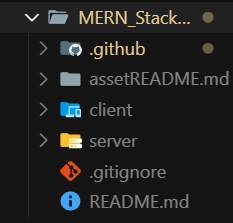 MERN_Stack...
.github
assetREADME.md
client
server
.gitignore
README.md